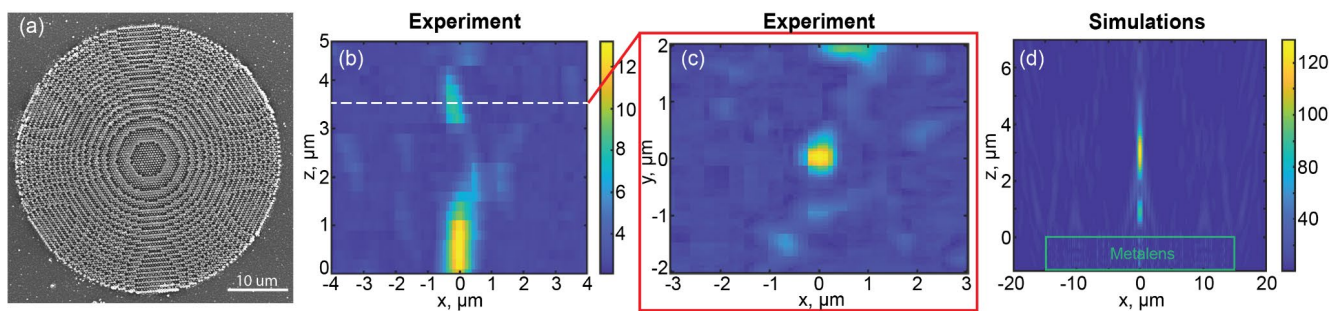 Experiment
Experiment
Simulations
(a)
10 um
(b)
z, µm
5
4
3
2
1
0
-4 -3 -2 -1 0 1 2 3 4
x, µm
12
10
8
6
4
(c)
y, µm
2
1
0
-1
-2
-3 -2 -1 0 1 2 3
x, µm
(d)
z, µm
6
4
2
0
Metalens
-20 -10 0 10 20
x, µm
120
100
80
60
40